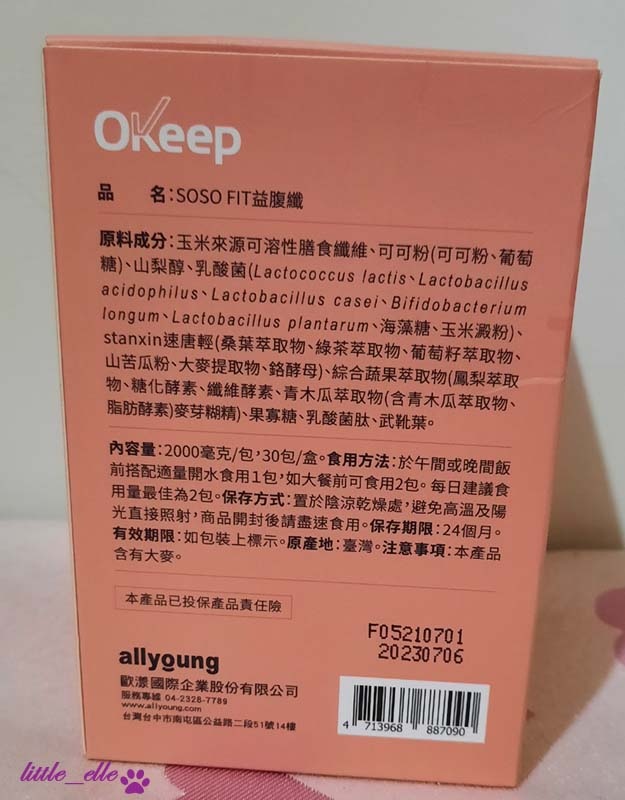 OKeep
品 名:SOSO FIT益腹纖
原料成分:玉米來源可溶性膳食纖維、可可粉(可可粉、葡萄
糖)、山梨醇、乳酸菌(Lactococcus lactis、Lactobacillus
acidophilus、Lactobacillus casei、Bifidobacterium
longum、Lactobacillus plantarum、海藻糖、玉米澱粉)、
stanxin速唐輕(桑葉萃取物、綠茶萃取物、葡萄籽萃取物、
山苦瓜粉、大麥提取物、鉻酵母)、綜合蔬果萃取物(鳳梨萃取
物、糖化酵素、纖維酵素、青木瓜萃取物(含青木瓜萃取物、
脂肪酵素)麥芽糊精)、果寡糖、乳酸菌肽、武靴葉。
內容量:2000毫克/包,30包/盒。食用方法:於午間或晚間飯
前搭配適量開水食用1包,如大餐前可食用2包。每日建議食
用量最佳為2包。保存方式:置於陰涼乾燥處,避免高溫及陽
光直接照射,商品開封後請盡速食用。保存期限:24個月。
有效期限:如包裝上標示。原產地:臺灣。注意事項:本產品
含有大麥。
本產品已投保產品責任險
F05210701
20230706
allyoung
歐漾國際企業股份有限公司
服務專線 04-2328-7789
www.allyoung.com
台灣台中市南屯區公益路二段51號14樓
4 713968 887090
little_elle